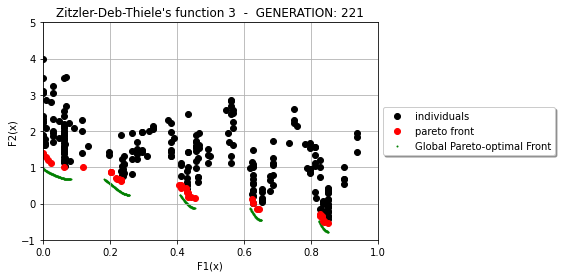 Zitzler-Deb-Thiele's function 3 - GENERATION: 221
5
4
3
2
1
0
−1
F2(x)
0.0 0.2 0.4 0.6 0.8 1.0
F1(x)
individuals
pareto front
Global Pareto-optimal Front